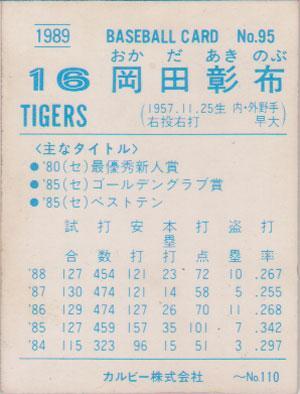 1989 BASEBALL CARD No.95
おかだ あきのぶ
16 岡田彰布
TIGERS (1957.11.25生 内・外野手
右投右打 早大)
<主なタイトル>
●'80(セ)最優秀新人賞
●'85(セ)ゴールデングラブ賞
●'85(セ)ベストテン
試合 打数 安打 本塁打 打点 盗塁 打率
'88 127 454 121 23 72 10 .267
'87 130 474 121 14 58 2 .255
'86 129 474 127 26 70 11 .268
'85 127 459 157 35 101 7 .342
'84 115 323 96 15 51 3 .297
カルビー株式会社 〜No.110